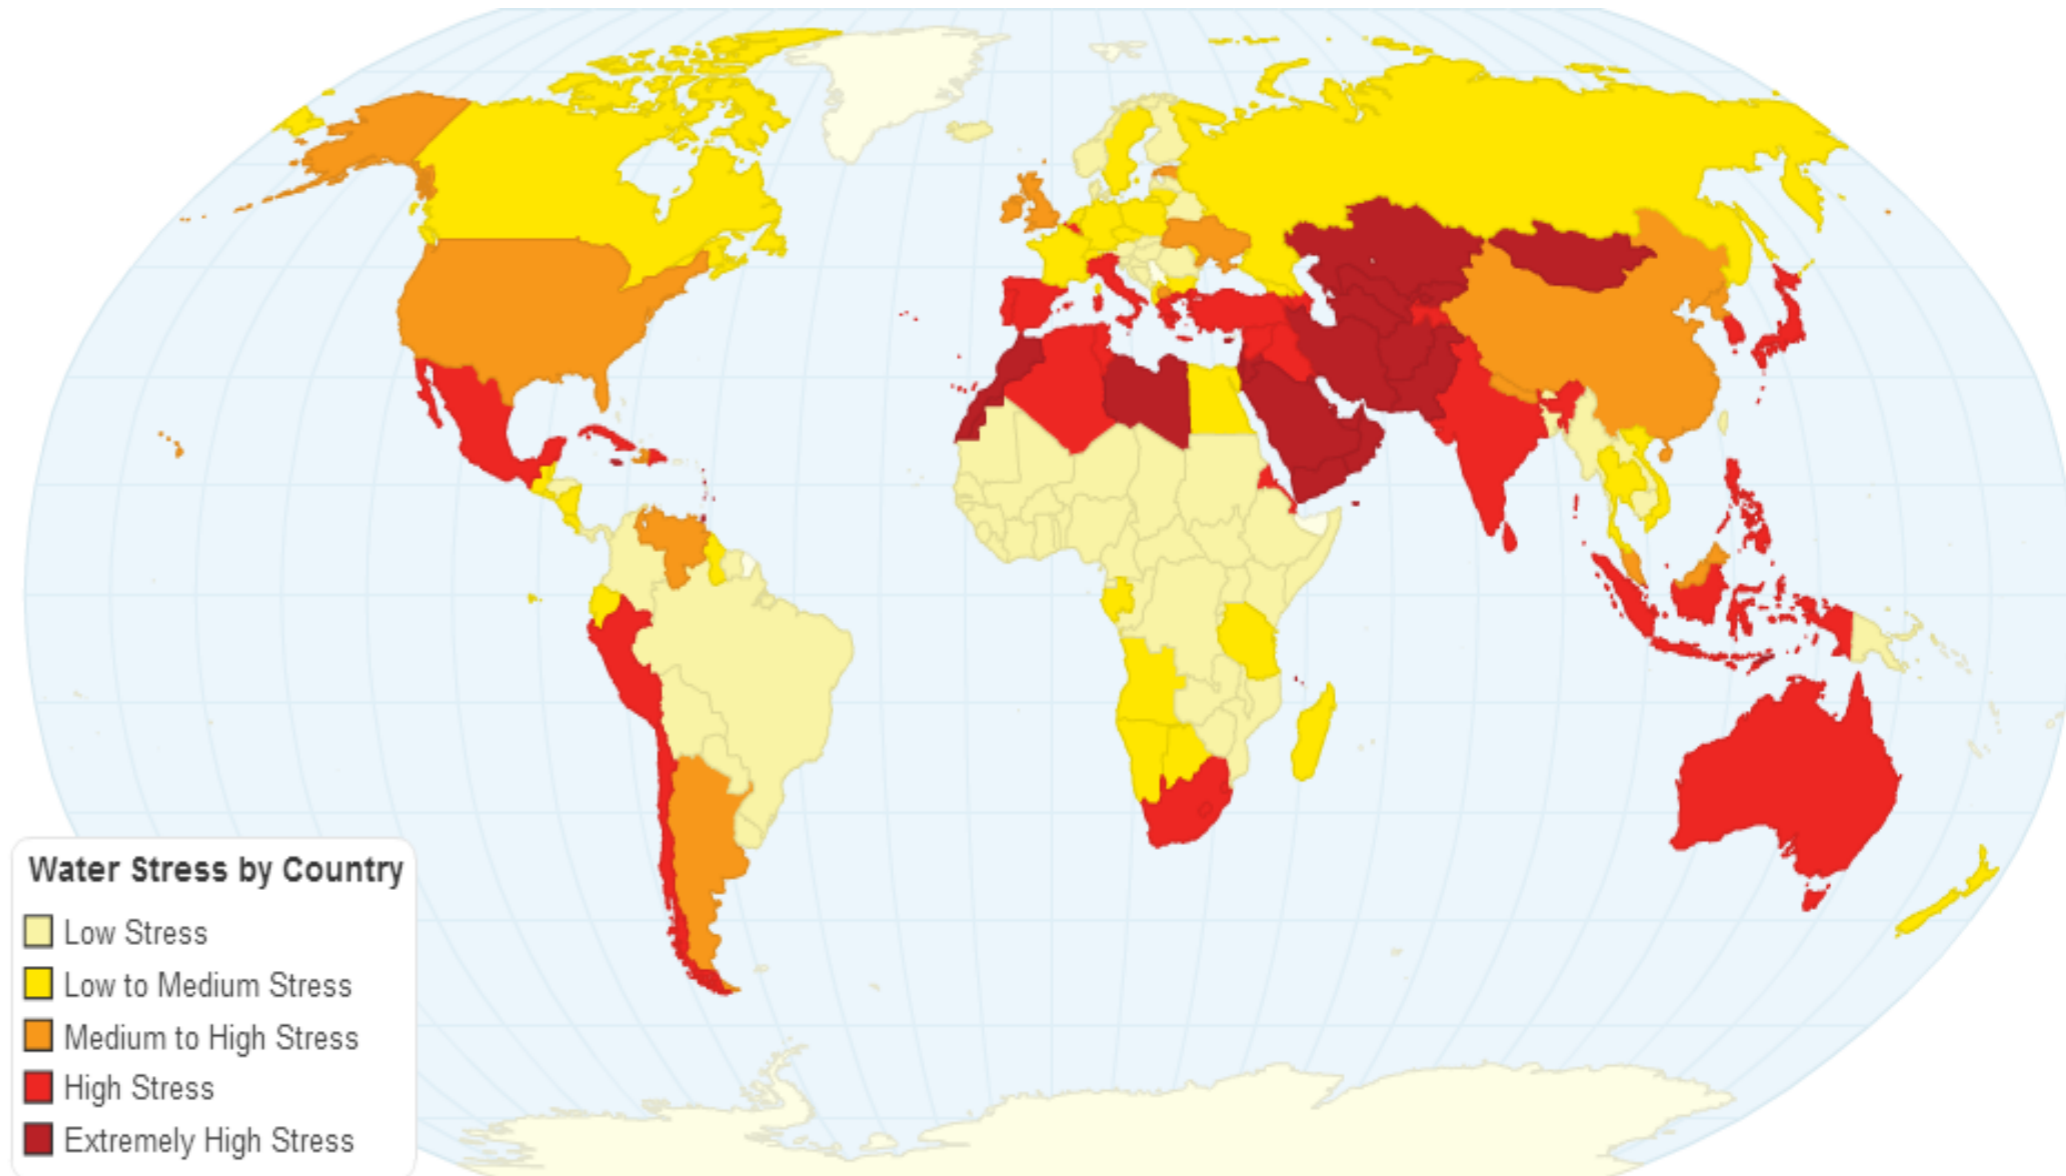 Water Stress by Country
Low Stress
Low to Medium Stress
Medium to High Stress
High Stress
Extremely High Stress